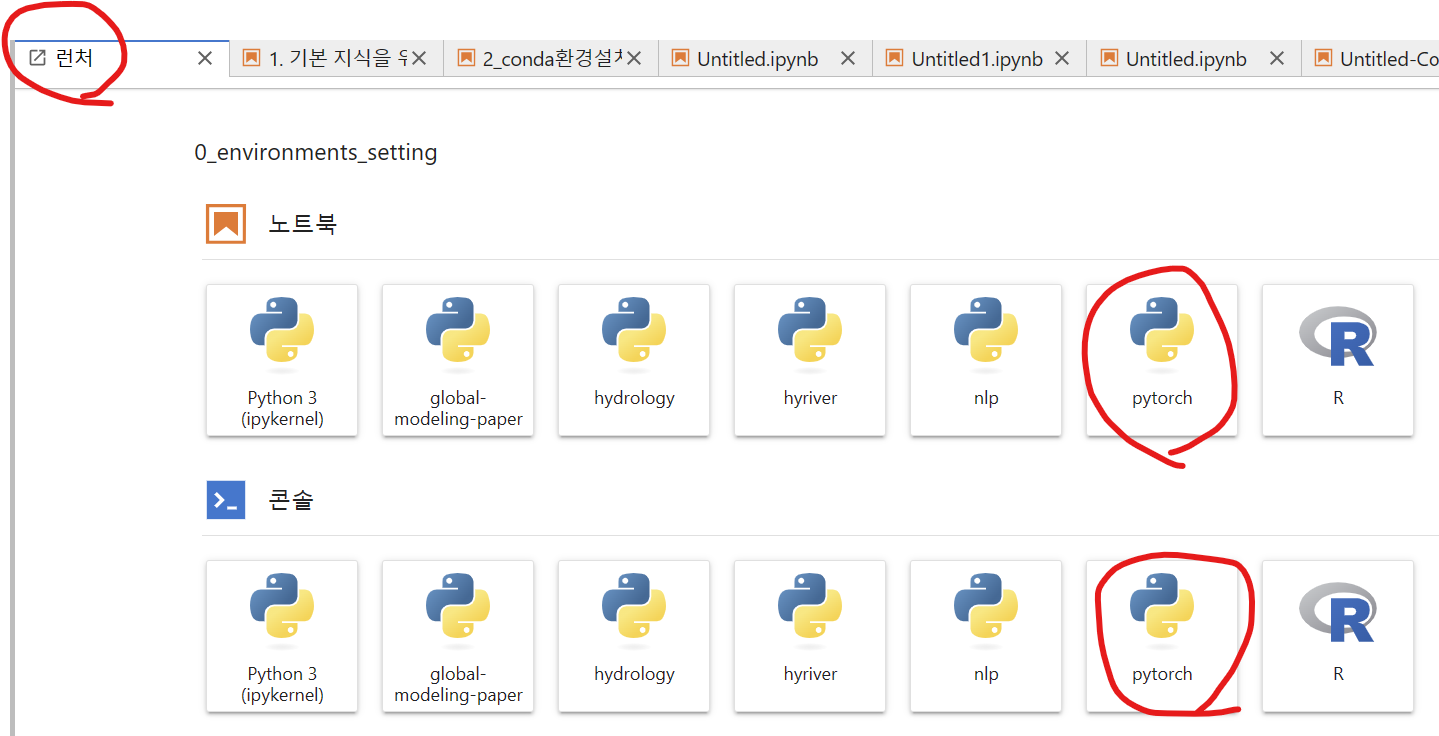 런처
1. 기본 지식을 위
2_conda환경설치
Untitled.ipynb
Untitled1.ipynb
Untitled.ipynb
Untitled-Co
0_environments_setting
노트북
Python 3
(ipykernel)
global-
modeling-paper
hydrology
hyriver
nlp
pytorch
R
콘솔
Python 3
(ipykernel)
global-
modeling-paper
hydrology
hyriver
nlp
pytorch
R